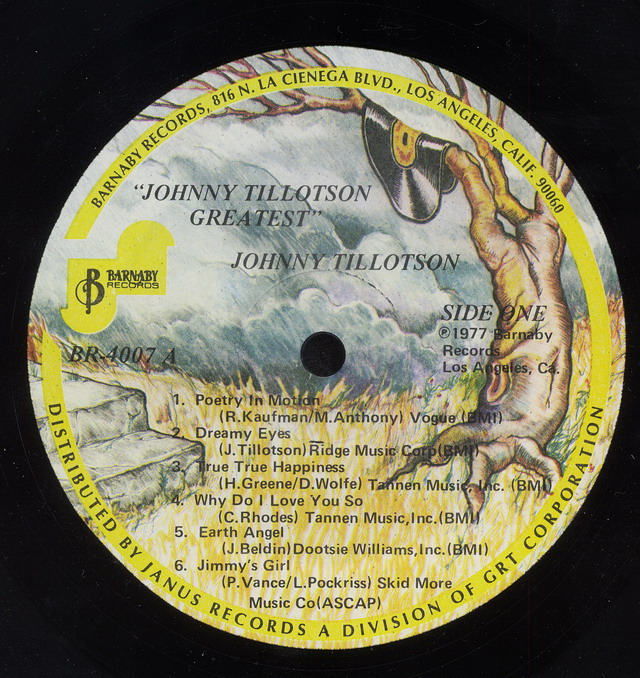 BARNABY RECORDS, 816 N. LA CIENEGA BLVD., LOS ANGELES, CALIF. 90060
"JOHNNY TILLOTSON
GREATEST"
JOHNNY TILLOTSON
B BARNABY
RECORDS
SIDE ONE
℗1977 Barnaby
Records
Los Angeles, Ca.
BR-4007 A
1. Poetry In Motion
(R.Kaufman/M.Anthony) Vogue (BMI)
2. Dreamy Eyes
(J.Tillotson) Ridge Music Corp(BMI)
3. True True Happiness
(H.Greene/D.Wolfe) Tannen Music, Inc. (BMI)
4. Why Do I Love You So
(C.Rhodes) Tannen Music,Inc.(BMI)
5. Earth Angel
(J.Beldin)Dootsie Williams,Inc.(BMI)
6. Jimmy's Girl
(P.Vance/L.Pockriss) Skid More
Music Co(ASCAP)
DISTRIBUTED BY JANUS RECORDS A DIVISION OF GRT CORPORATION